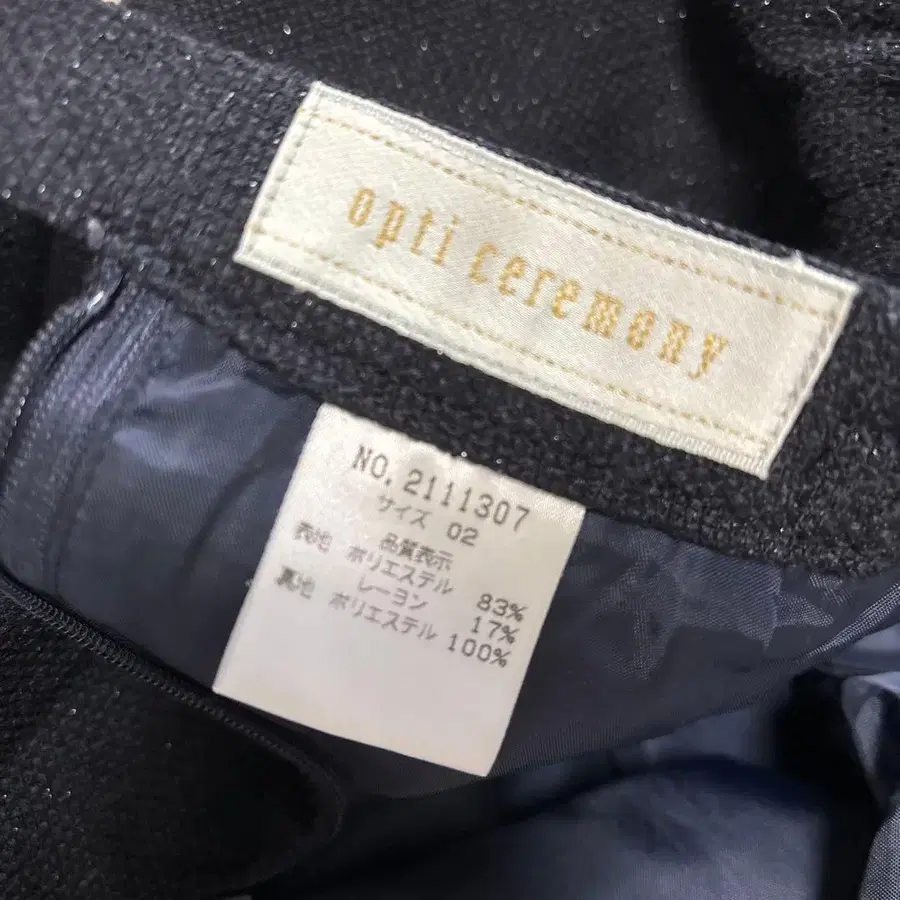 opti ceremony
NO.2111307
サイズ 02
品質表示
表地 ポリエステル 83%
レーヨン 17%
裏地 ポリエステル 100%